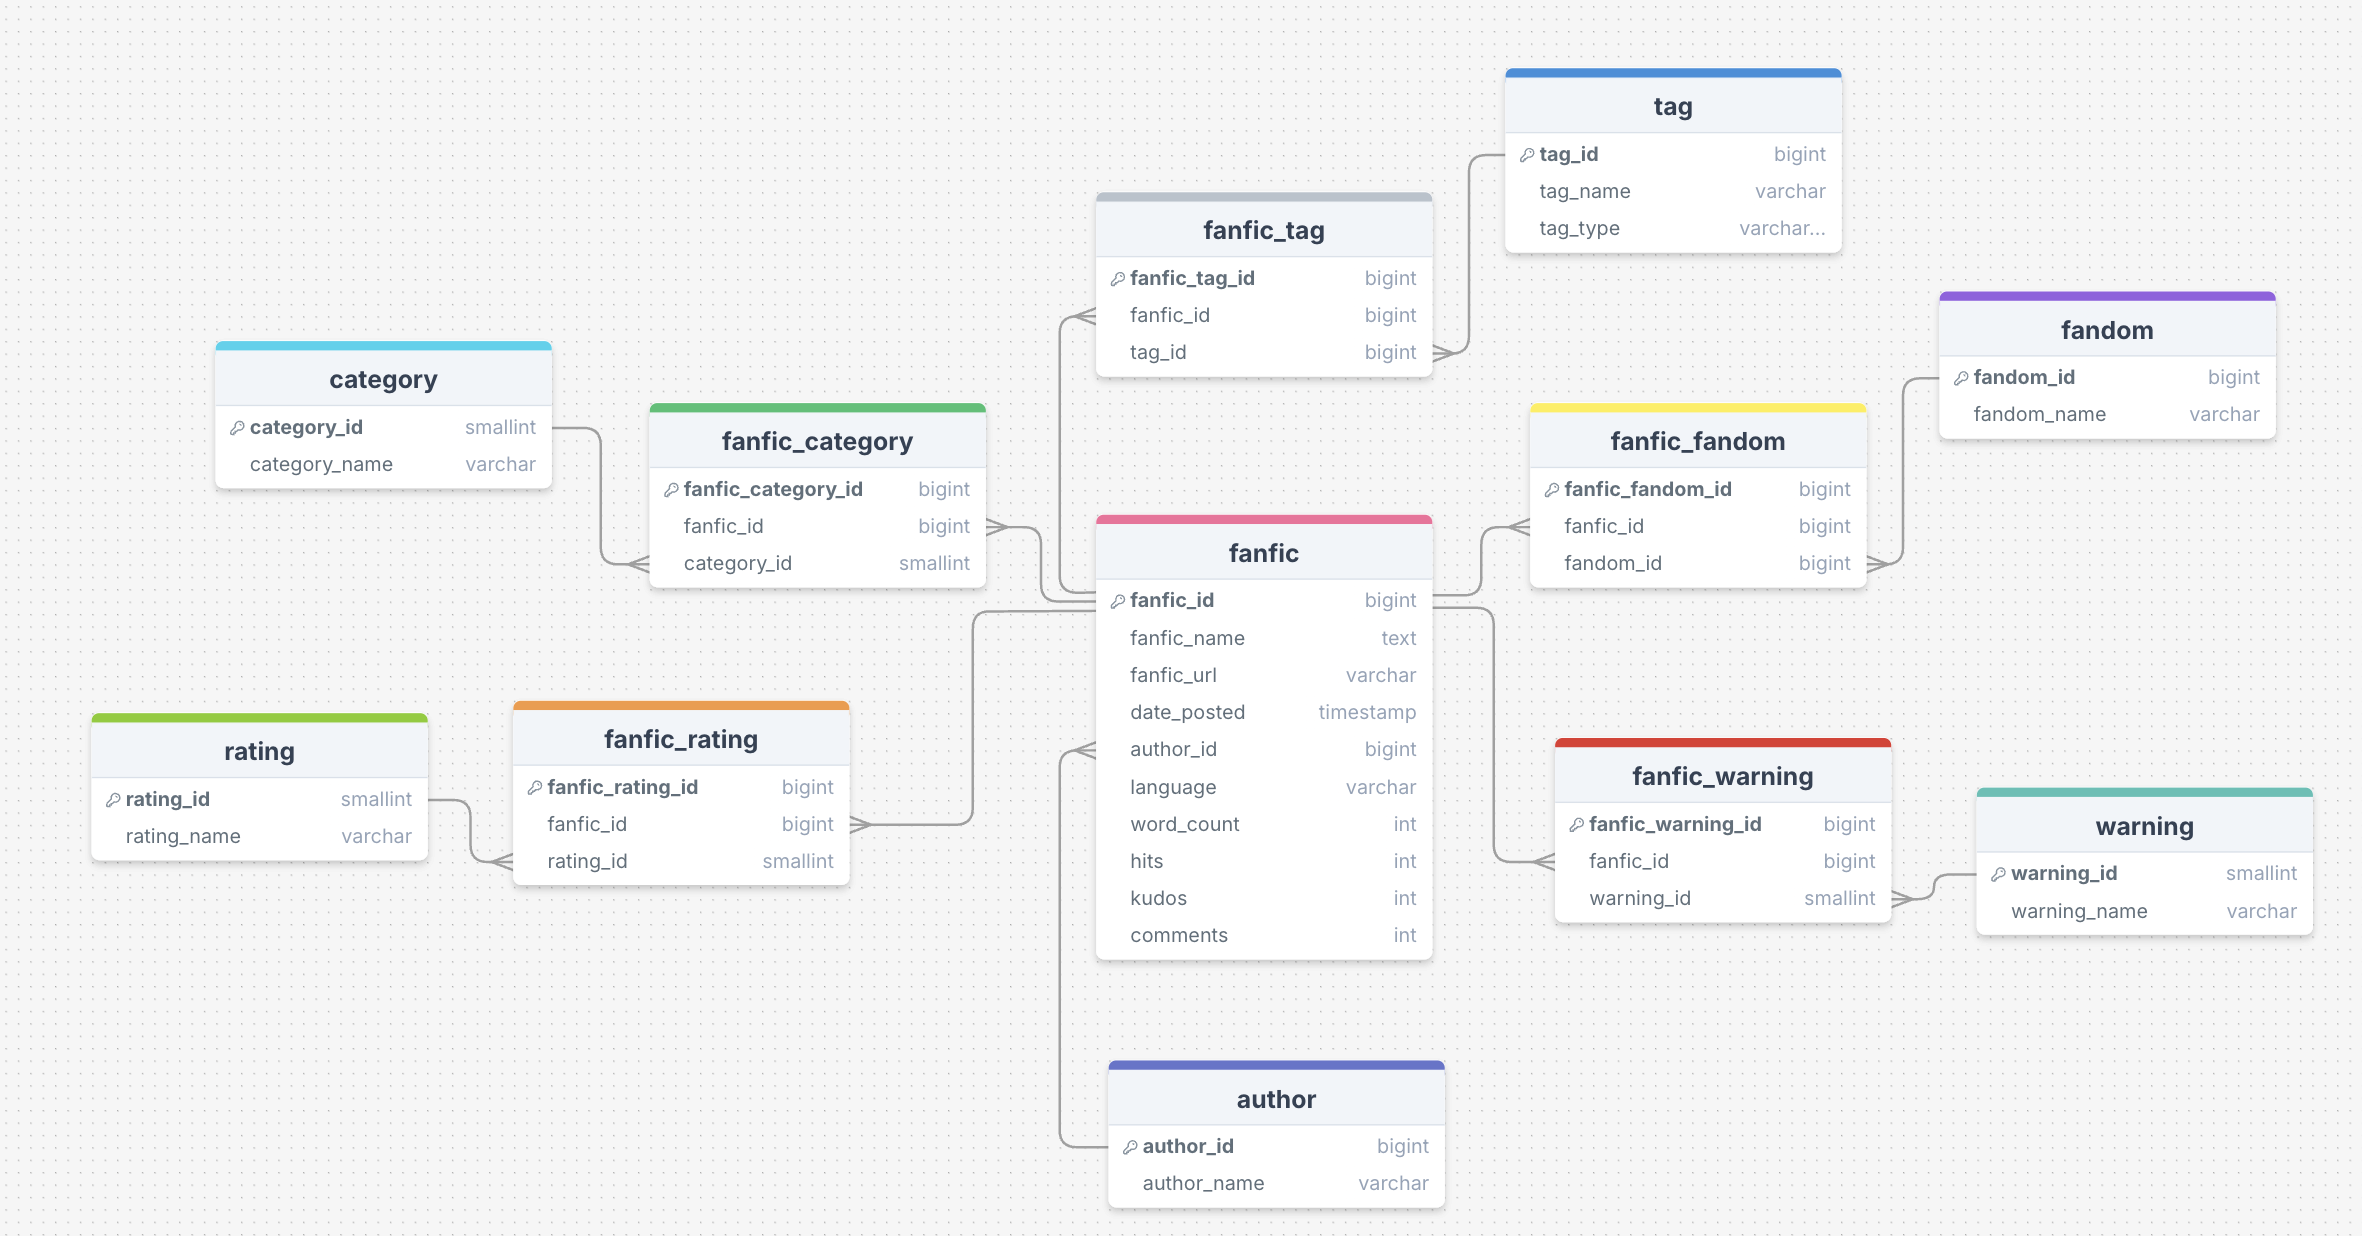 tag
tag_id bigint
tag_name varchar
tag_type varchar...
fanfic_tag
fanfic_tag_id bigint
fanfic_id bigint
tag_id bigint
fandom
fandom_id bigint
fandom_name varchar
category
category_id smallint
category_name varchar
fanfic_category
fanfic_category_id bigint
fanfic_id bigint
category_id smallint
fanfic_fandom
fanfic_fandom_id bigint
fanfic_id bigint
fandom_id bigint
fanfic
fanfic_id bigint
fanfic_name text
fanfic_url varchar
date_posted timestamp
author_id bigint
language varchar
word_count int
hits int
kudos int
comments int
rating
rating_id smallint
rating_name varchar
fanfic_rating
fanfic_rating_id bigint
fanfic_id bigint
rating_id smallint
fanfic_warning
fanfic_warning_id bigint
fanfic_id bigint
warning_id smallint
warning
warning_id smallint
warning_name varchar
author
author_id bigint
author_name varchar